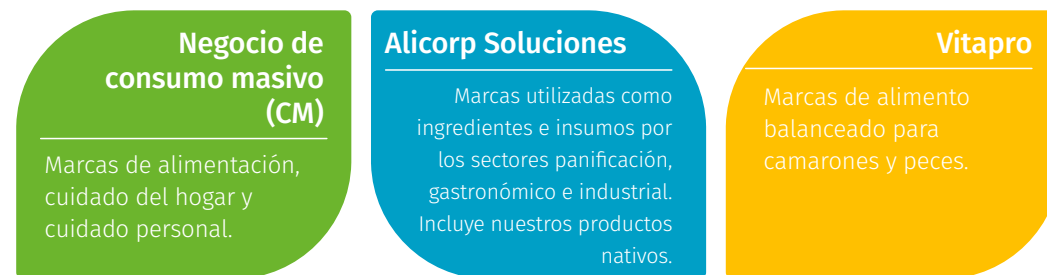 Negocio de
consumo masivo
(CM)
Marcas de alimentación,
cuidado del hogar y
cuidado personal.
Alicorp Soluciones
Marcas utilizadas como
ingredientes e insumos por
los sectores panificación,
gastronómico e industrial.
Incluye nuestros productos
nativos.
Vitapro
Marcas de alimento
balanceado para
camarones y peces.